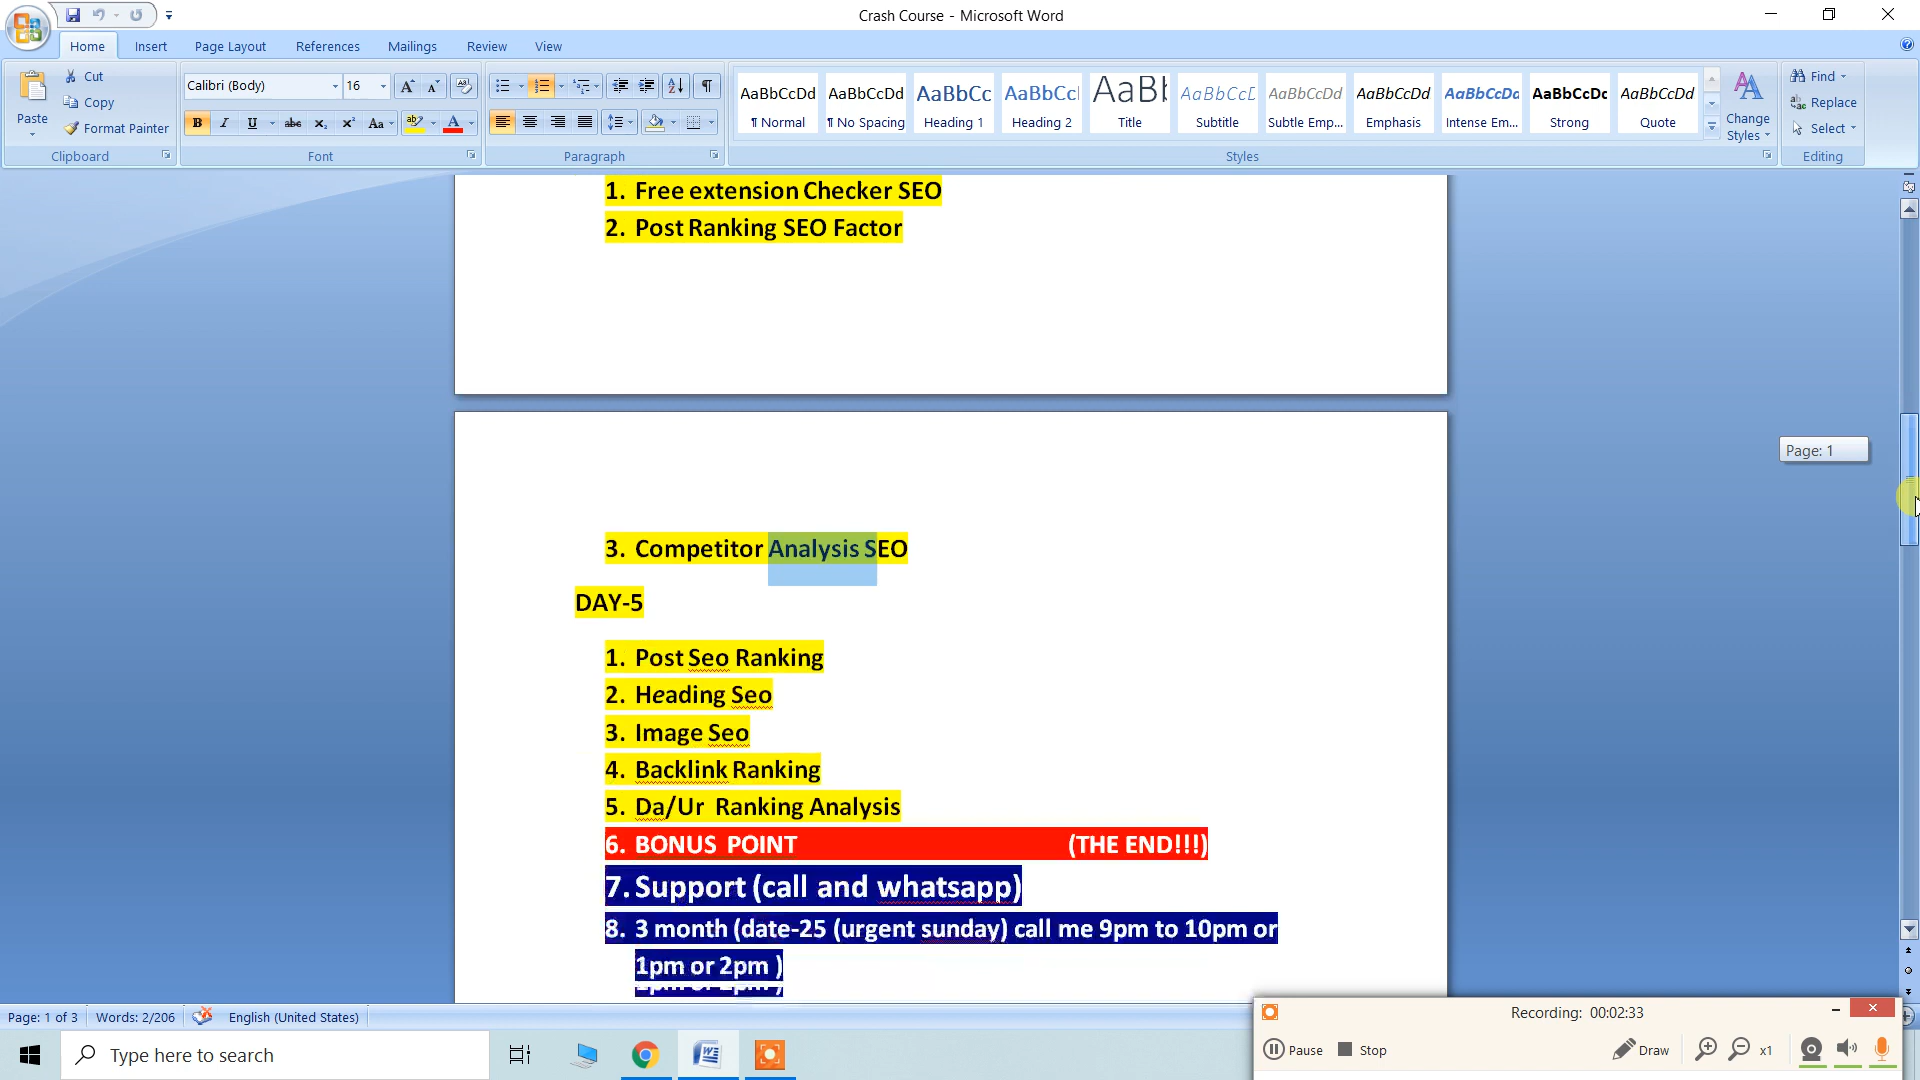 Crash Course - Microsoft Word
Home Insert Page Layout References Mailings Review View
Paste Cut Copy Format Painter Clipboard
Calibri (Body) 16 Font
Paragraph
AaBbCcDd AaBbCcDd AaBbCc AaBbCc AaB AaBbCc AaBbCcDd AaBbCcDd AaBbCcDd AaBbCcDc AaBbCcDd
¶ Normal ¶ No Spacing Heading 1 Heading 2 Title Subtitle Subtle Emp... Emphasis Intense Em... Strong Quote
Change Styles
Styles
Find Replace Select Editing
1. Free extension Checker SEO
2. Post Ranking SEO Factor
Page: 1
3. Competitor Analysis SEO
DAY-5
1. Post Seo Ranking
2. Heading Seo
3. Image Seo
4. Backlink Ranking
5. Da/Ur Ranking Analysis
6. BONUS POINT (THE END!!!)
7. Support (call and whatsapp)
8. 3 month (date-25 (urgent sunday) call me 9pm to 10pm or
1pm or 2pm )
Page: 1 of 3 Words: 2/206 English (United States)
Recording: 00:02:33
Pause Stop Draw x1
Type here to search